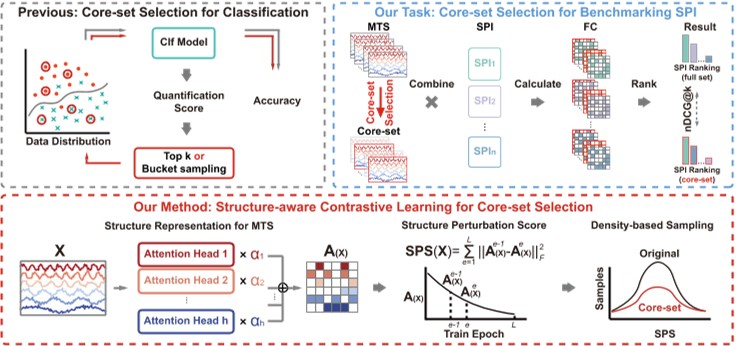 Previous: Core-set Selection for Classification
Clf Model
Quantification
Score
Accuracy
Data Distribution
Top k or
Bucket sampling
Our Task: Core-set Selection for Benchmarking SPI
MTS
SPI
FC
Result
Core-set
Selection
Core-set
Combine
SPI1
SPI2
SPIn
Calculate
Rank
SPI Ranking
(full set)
nDCG@k
SPI Ranking
(core-set)
Our Method: Structure-aware Contrastive Learning for Core-set Selection
Structure Representation for MTS
X
Attention Head 1 × α1
Attention Head 2 × α2
Attention Head h × αh
A(X)
Structure Perturbation Score
SPS(X)= ∑ e=1 L ||A(X)e-1-A(X)e||F2
A(X)
A(X)e-1
A(X)e
e-1 e L
Train Epoch
Density-based Sampling
Original
Core-set
Samples
SPS